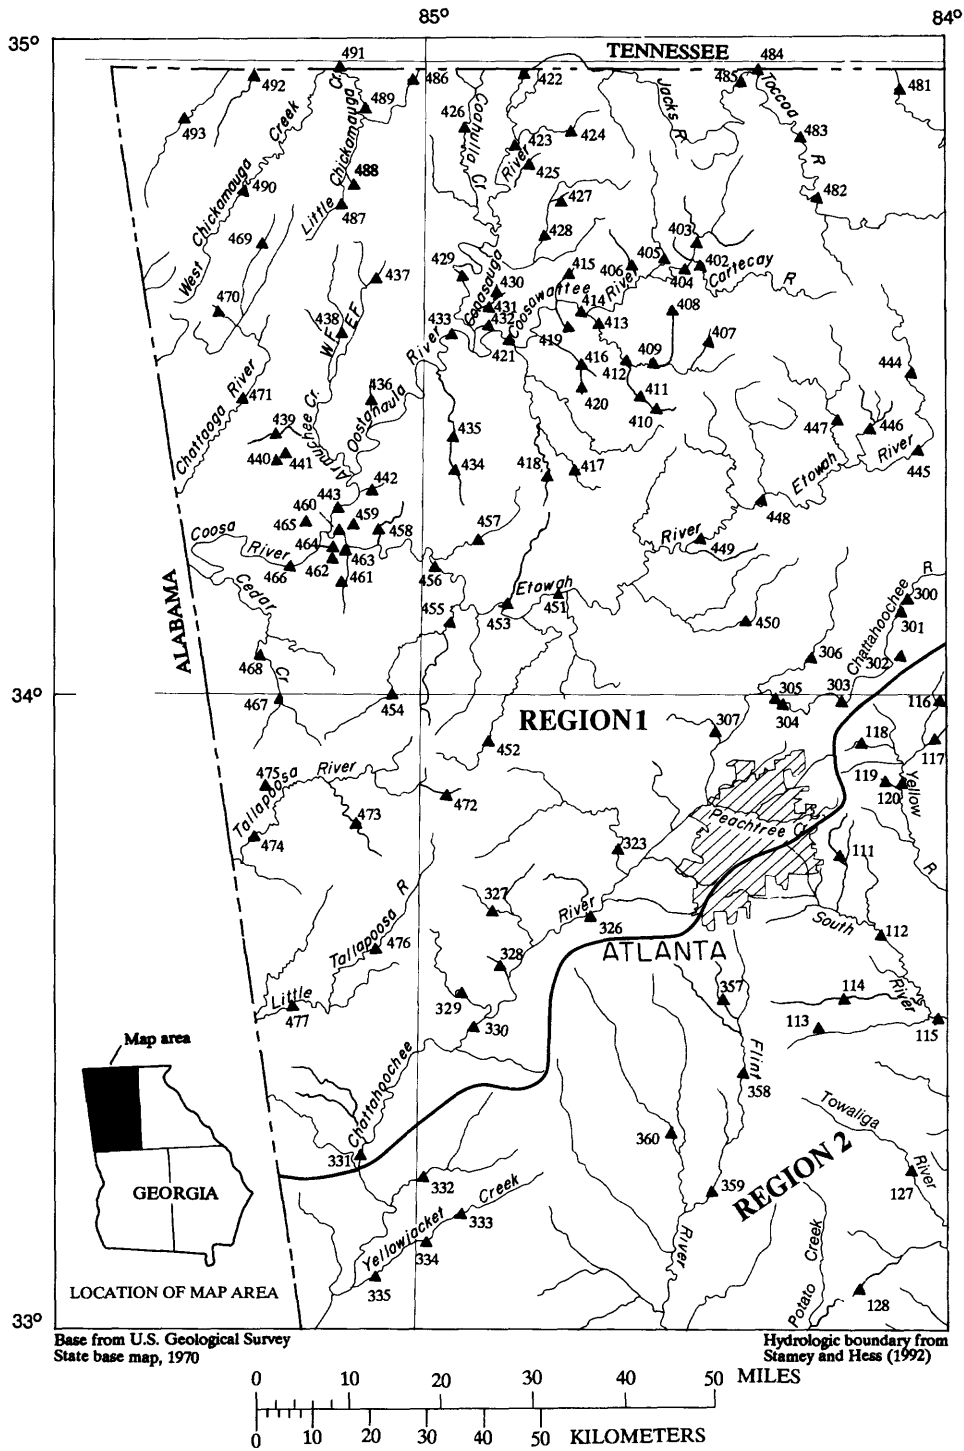 85°
84°
35°
TENNESSEE
491
484
492
486
422
485
481
Creek
Cr.
489
426
Coahulla Cr.
Jacks R
Toccoa R
493
423
424
483
Chickamauga
River
425
490
488
482
427
West
Little
487
428
403
469
405
402
437
429
415
406
404
Cartecay R
470
430
Conasauga
Coosawattee River
408
431
414
438
432
433
413
407
WF
EF
419
421
416
409
River
412
444
436
471
420
411
Chattooga River
Oostanaula
410
447
446
439
435
Armuchee Cr.
440
441
434
418
417
Etowah River
445
442
443
460
459
448
465
458
457
Coosa River
464
463
River
449
466
462
461
456
Cedar Cr
Etowah
R
ALABAMA
451
300
455
453
301
Chattahoochee
450
468
306
302
34°
467
454
305
303
304
116
REGION 1
307
118
117
452
475
River
119
120
Yellow R
Tallapoosa
472
473
Peachtree Cr
474
323
111
327
R
River
326
South River
112
Tallapoosa
476
ATLANTA
328
357
114
Little
477
329
113
115
330
Map area
Flint River
358
Chattahoochee
Towaliga River
360
331
REGION 2
127
332
GEORGIA
Creek
359
333
Yellowjacket
334
Potato Creek
LOCATION OF MAP AREA
335
128
33°
Base from U.S. Geological Survey
State base map, 1970
Hydrologic boundary from
Stamey and Hess (1992)
0 10 20 30 40 50 MILES
0 10 20 30 40 50 KILOMETERS